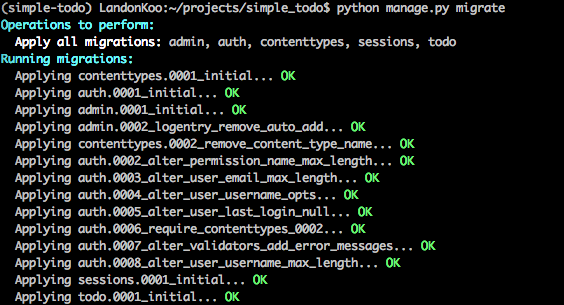 (simple-todo) LandonKoo:~/projects/simple_todo$ python manage.py migrate
Operations to perform:
  Apply all migrations: admin, auth, contenttypes, sessions, todo
Running migrations:
  Applying contenttypes.0001_initial... OK
  Applying auth.0001_initial... OK
  Applying admin.0001_initial... OK
  Applying admin.0002_logentry_remove_auto_add... OK
  Applying contenttypes.0002_remove_content_type_name... OK
  Applying auth.0002_alter_permission_name_max_length... OK
  Applying auth.0003_alter_user_email_max_length... OK
  Applying auth.0004_alter_user_username_opts... OK
  Applying auth.0005_alter_user_last_login_null... OK
  Applying auth.0006_require_contenttypes_0002... OK
  Applying auth.0007_alter_validators_add_error_messages... OK
  Applying auth.0008_alter_user_username_max_length... OK
  Applying sessions.0001_initial... OK
  Applying todo.0001_initial... OK